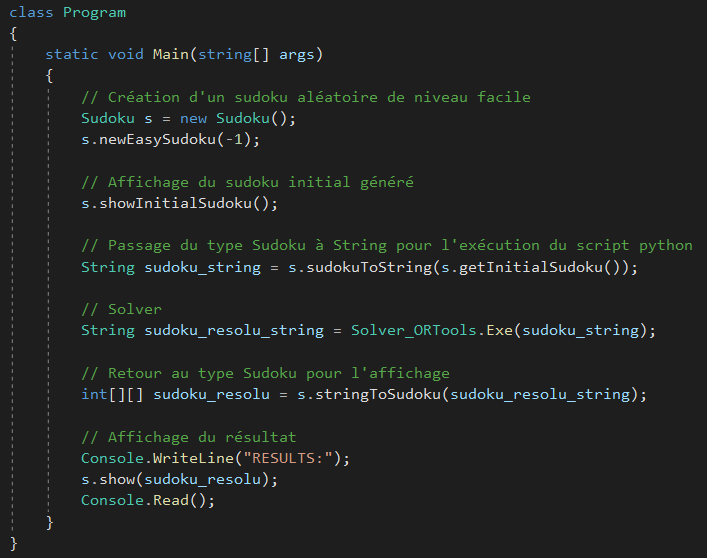 class Program
{
static void Main(string[] args)
{
// Création d'un sudoku aléatoire de niveau facile
Sudoku s = new Sudoku();
s.newEasySudoku(-1);
// Affichage du sudoku initial généré
s.showInitialSudoku();
// Passage du type Sudoku à String pour l'exécution du script python
String sudoku_string = s.sudokuToString(s.getInitialSudoku());
// Solver
String sudoku_resolu_string = Solver_ORTools.Exe(sudoku_string);
// Retour au type Sudoku pour l'affichage
int[][] sudoku_resolu = s.stringToSudoku(sudoku_resolu_string);
// Affichage du résultat
Console.WriteLine("RESULTS:");
s.show(sudoku_resolu);
Console.Read();
}
}